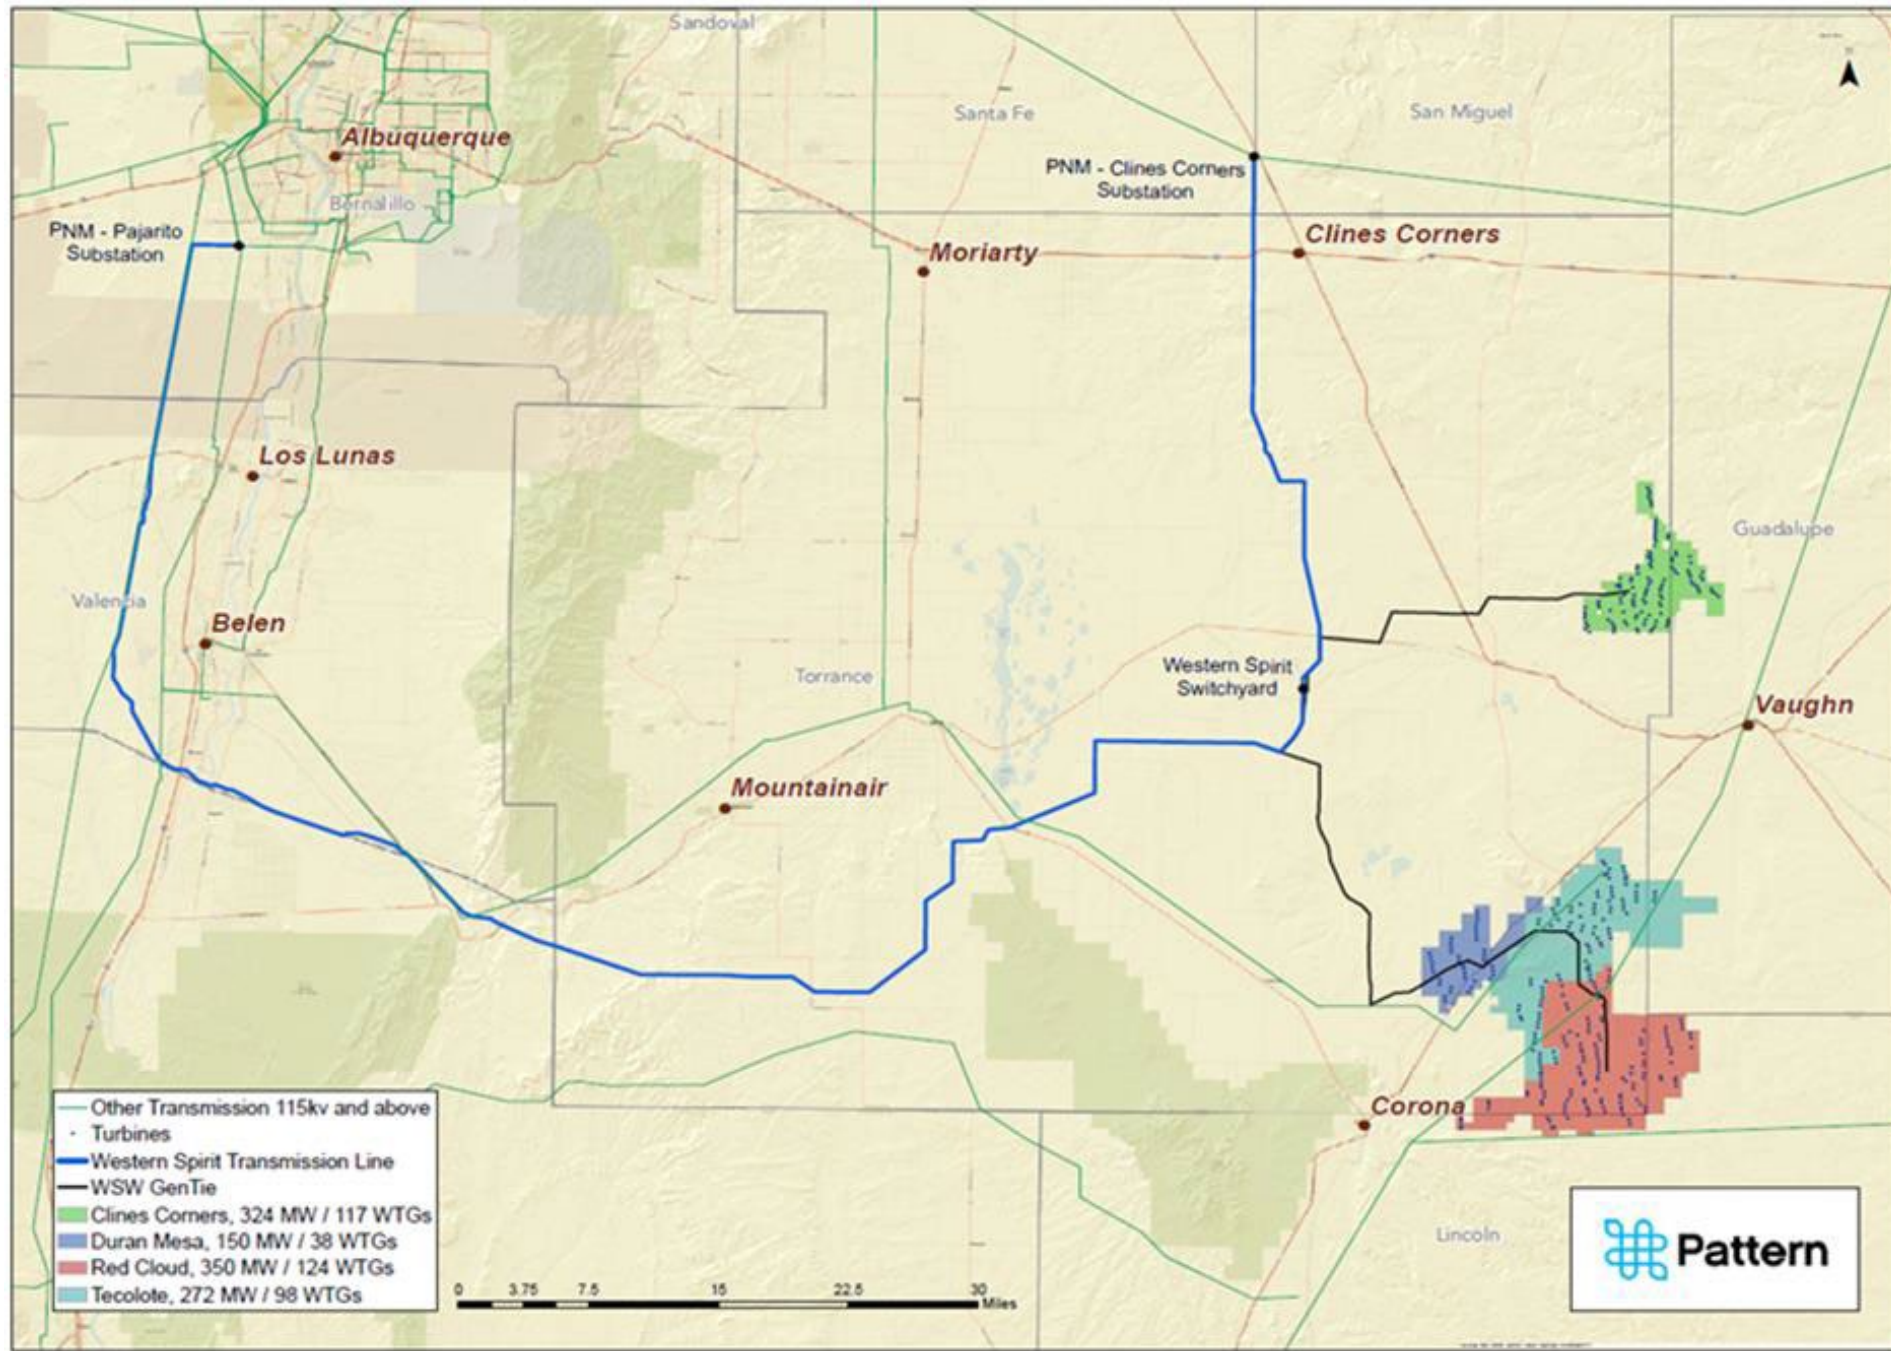 Sandoval
Santa Fe
San Miguel
Albuquerque
Bernalillo
PNM - Pajarito
Substation
PNM - Clines Corners
Substation
Clines Corners
Moriarty
Los Lunas
Guadalupe
Valencia
Belen
Torrance
Western Spirit
Switchyard
Vaughn
Mountainair
Corona
Lincoln
Other Transmission 115kv and above
Turbines
Western Spirit Transmission Line
WSW GenTie
Clines Corners, 324 MW / 117 WTGs
Duran Mesa, 150 MW / 38 WTGs
Red Cloud, 350 MW / 124 WTGs
Tecolote, 272 MW / 98 WTGs
0 3.75 7.5 15 22.5 30
Miles
Pattern